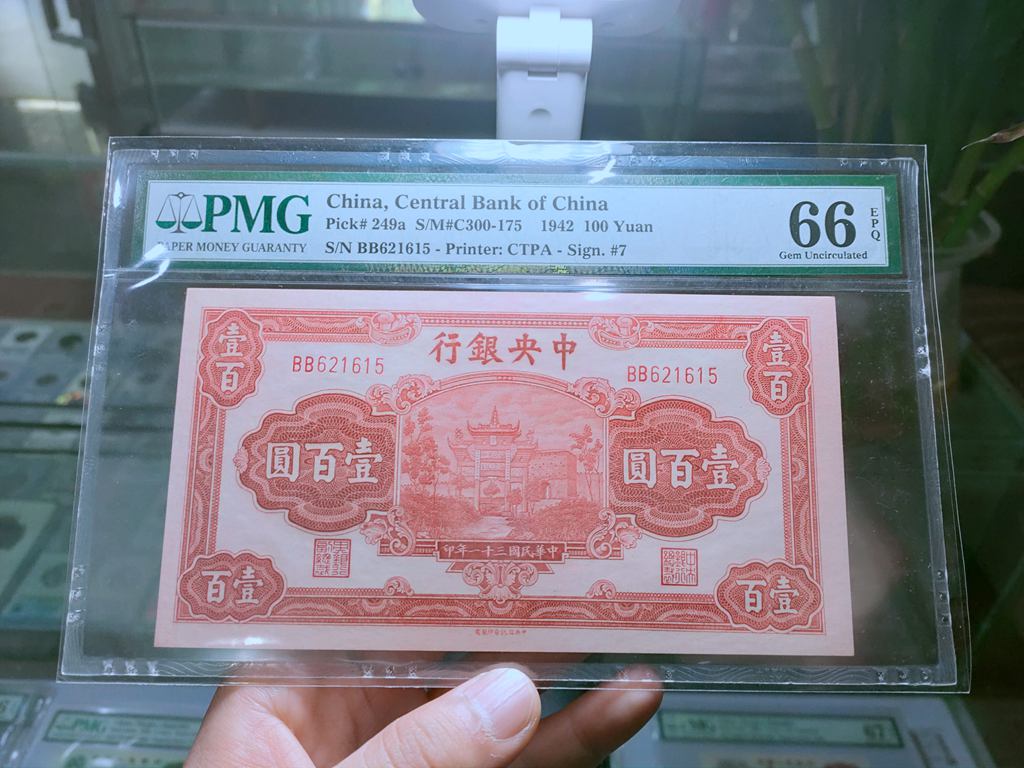 PMG
PAPER MONEY GUARANTY
China, Central Bank of China
Pick# 249a S/M#C300-175 1942 100 Yuan
S/N BB621615 - Printer: CTPA - Sign. #7
66
EPQ
Gem Uncirculated
行銀央中
壹百
壹百
BB621615
BB621615
圓百壹
圓百壹
印年一十三國民華中
百壹
百壹
PMG
67